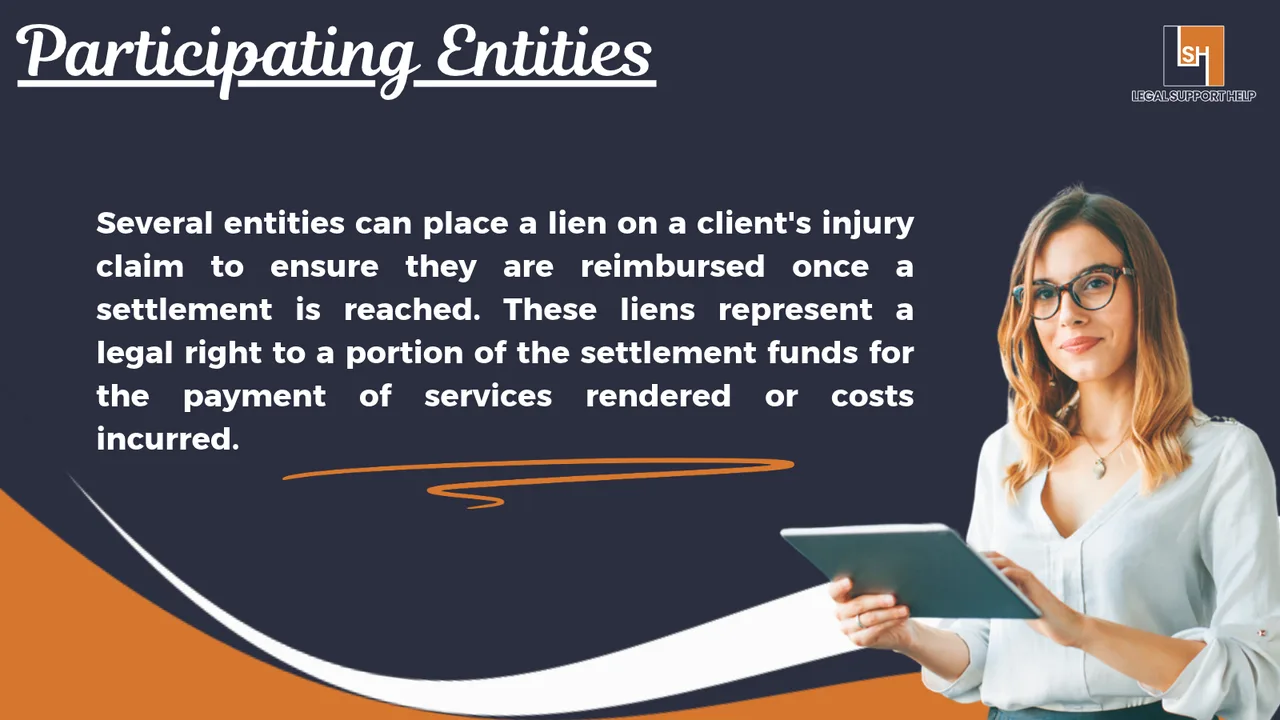 Participating Entities
LSH
LEGAL SUPPORT HELP
Several entities can place a lien on a client's injury
claim to ensure they are reimbursed once a
settlement is reached. These liens represent a
legal right to a portion of the settlement funds for
the payment of services rendered or costs
incurred.